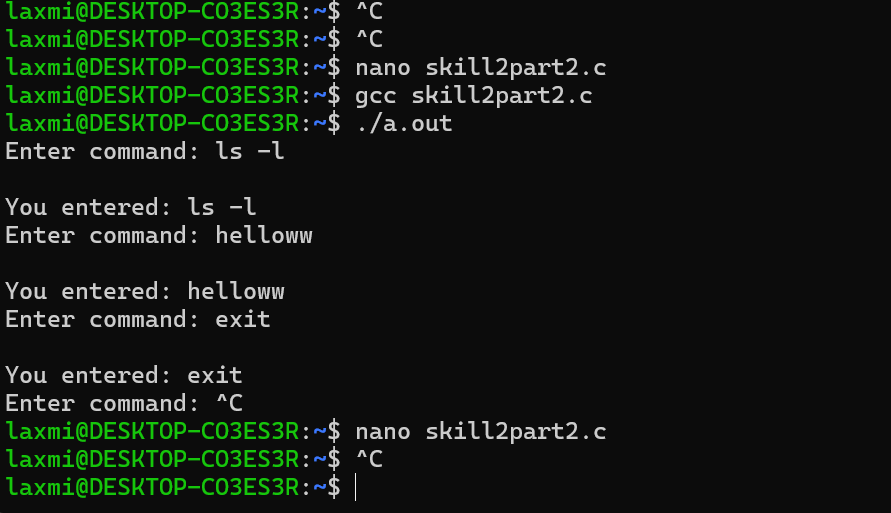 laxmi@DESKTOP-CO3ES3R:~$ ^C
laxmi@DESKTOP-CO3ES3R:~$ ^C
laxmi@DESKTOP-CO3ES3R:~$ nano skill2part2.c
laxmi@DESKTOP-CO3ES3R:~$ gcc skill2part2.c
laxmi@DESKTOP-CO3ES3R:~$ ./a.out
Enter command: ls -l
You entered: ls -l
Enter command: helloww
You entered: helloww
Enter command: exit
You entered: exit
Enter command: ^C
laxmi@DESKTOP-CO3ES3R:~$ nano skill2part2.c
laxmi@DESKTOP-CO3ES3R:~$ ^C
laxmi@DESKTOP-CO3ES3R:~$